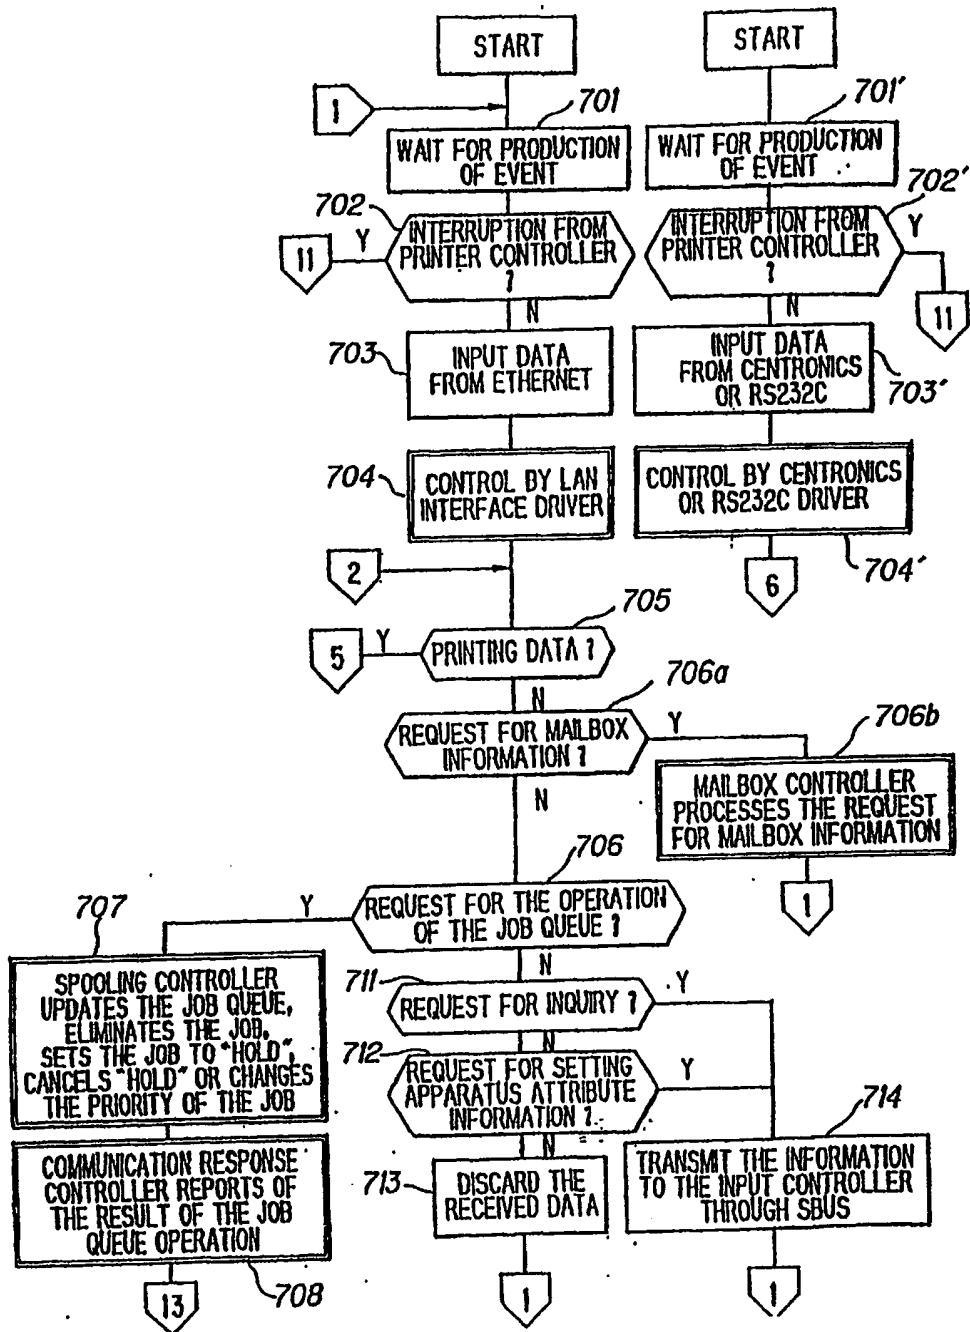 START
START
1
701
701'
WAIT FOR PRODUCTION
OF EVENT
WAIT FOR PRODUCTION
OF EVENT
702
702'
INTERRUPTION FROM
PRINTER CONTROLLER
?
Y
11
N
INTERRUPTION FROM
PRINTER CONTROLLER
?
Y
11
N
703
INPUT DATA
FROM ETHERNET
INPUT DATA
FROM CENTRONICS
OR RS232C
703'
704
CONTROL BY LAN
INTERFACE DRIVER
CONTROL BY CENTRONICS
OR RS232C DRIVER
704'
2
6
705
5
Y
PRINTING DATA ?
N
706a
REQUEST FOR MAILBOX
INFORMATION ?
Y
N
706b
MAILBOX CONTROLLER
PROCESSES THE REQUEST
FOR MAILBOX INFORMATION
1
706
Y
REQUEST FOR THE OPERATION
OF THE JOB QUEUE ?
N
707
SPOOLING CONTROLLER
UPDATES THE JOB QUEUE,
ELIMINATES THE JOB,
SETS THE JOB TO "HOLD",
CANCELS "HOLD" OR CHANGES
THE PRIORITY OF THE JOB
711
REQUEST FOR INQUIRY ?
Y
N
712
REQUEST FOR SETTING
APPARATUS ATTRIBUTE
INFORMATION ?
Y
N
714
COMMUNICATION RESPONSE
CONTROLLER REPORTS OF
THE RESULT OF THE JOB
QUEUE OPERATION
708
13
713
DISCARD THE
RECEIVED DATA
1
TRANSMIT THE INFORMATION
TO THE INPUT CONTROLLER
THROUGH SBUS
1